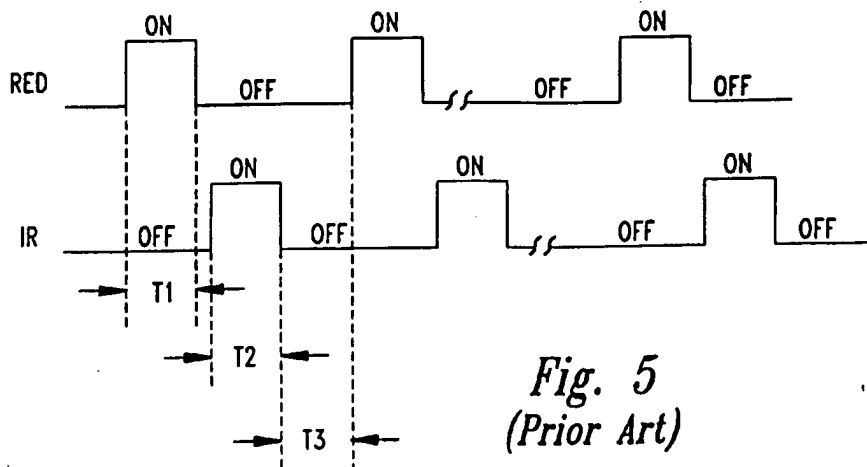 ON ON ON
RED OFF OFF OFF
ON ON ON
IR OFF OFF OFF OFF
T1
T2
T3
Fig. 5
(Prior Art)